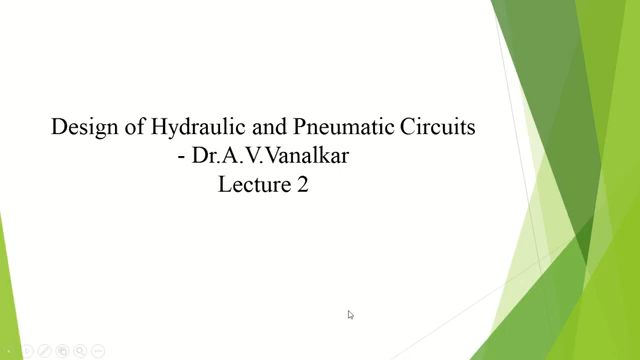 Design of Hydraulic and Pneumatic Circuits
- Dr.A.V.Vanalkar
Lecture 2